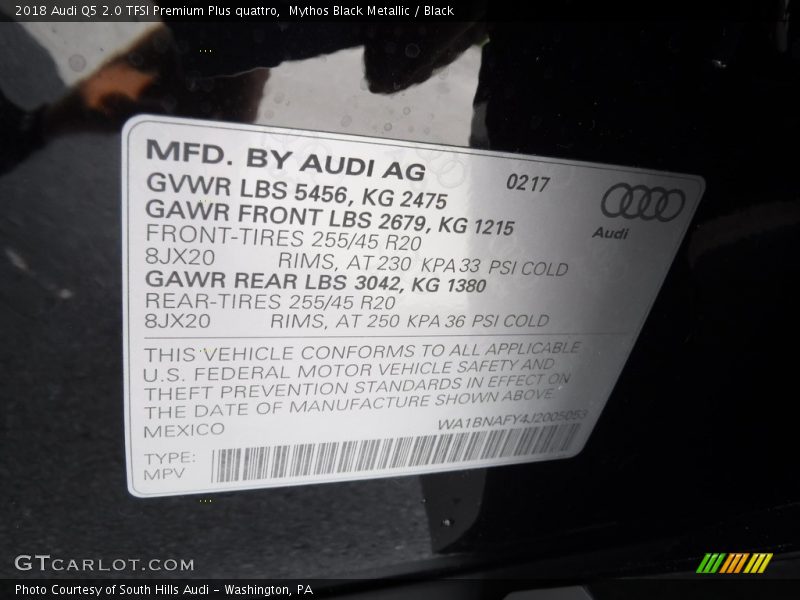 2018 Audi Q5 2.0 TFSI Premium Plus quattro,  Mythos Black Metallic / Black
MFD. BY AUDI AG 0217
GVWR LBS 5456, KG 2475
GAWR FRONT LBS 2679, KG 1215
Audi
FRONT-TIRES 255/45 R20
8JX20 RIMS, AT 230 KPA 33 PSI COLD
GAWR REAR LBS 3042, KG 1380
REAR-TIRES 255/45 R20
8JX20 RIMS, AT 250 KPA 36 PSI COLD
THIS VEHICLE CONFORMS TO ALL APPLICABLE
U.S. FEDERAL MOTOR VEHICLE SAFETY AND
THEFT PREVENTION STANDARDS IN EFFECT ON
THE DATE OF MANUFACTURE SHOWN ABOVE.
MEXICO WA1BNAFY4J2005053
TYPE:
MPV
GTCARLOT.COM
Photo Courtesy of South Hills Audi - Washington, PA